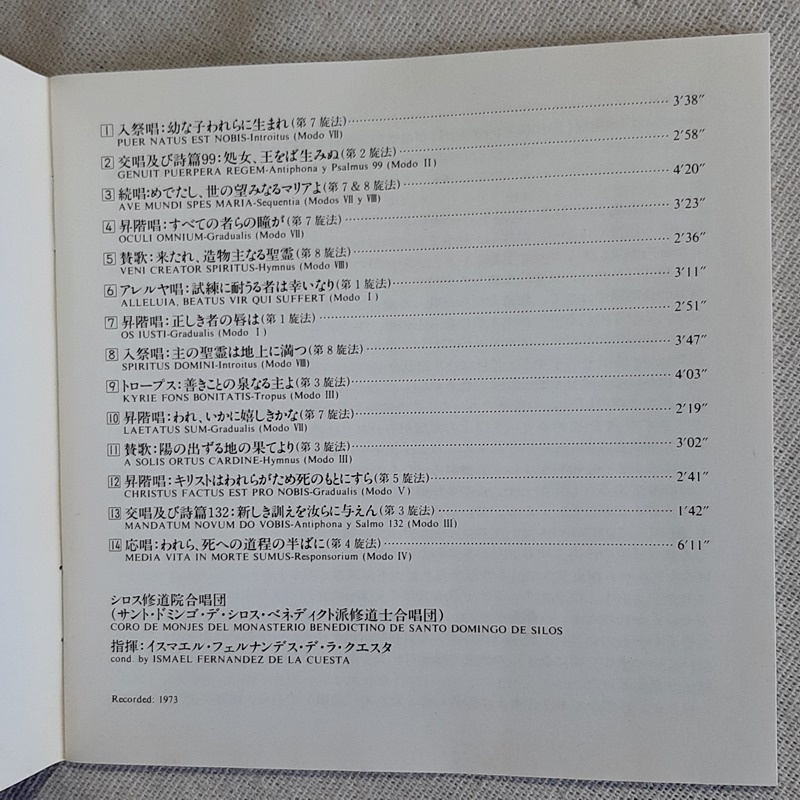 1 入祭唱：幼な子われらに生まれ(第７旋法)……3′38″
PUER NATUS EST NOBIS-Introitus (Modo Ⅶ)
2 交唱及び詩篇99：処女、王をば生みぬ(第２旋法)……2′58″
GENUIT PUERPERA REGEM-Antiphona y Psalmus 99 (Modo Ⅱ)
3 続唱：めでたし、世の望みなるマリアよ(第７＆８旋法)……4′20″
AVE MUNDI SPES MARIA-Sequentia (Modos Ⅶ y Ⅷ)
4 昇階唱：すべての者らの瞳が(第７旋法)……3′23″
OCULI OMNIUM-Gradualis (Modo Ⅶ)
5 賛歌：来たれ、造物主なる聖霊(第８旋法)……2′36″
VENI CREATOR SPIRITUS-Hymnus (Modo Ⅷ)
6 アレルヤ唱：試練に耐うる者は幸いなり(第１旋法)……3′11″
ALLELUIA, BEATUS VIR QUI SUFFERT (Modo Ⅰ)
7 昇階唱：正しき者の唇は(第１旋法)……2′51″
OS IUSTI-Gradualis (Modo Ⅰ)
8 入祭唱：主の聖霊は地上に満つ(第８旋法)……3′47″
SPIRITUS DOMINI-Introitus (Modo Ⅷ)
9 トロープス：善きことの泉なる主よ(第３旋法)……4′03″
KYRIE FONS BONITATIS-Tropus (Modo Ⅲ)
10 昇階唱：われ、いかに嬉しきかな(第７旋法)……2′19″
LAETATUS SUM-Gradualis (Modo Ⅶ)
11 賛歌：陽の出ずる地の果てより(第３旋法)……3′02″
A SOLIS ORTUS CARDINE-Hymnus (Modo Ⅲ)
12 昇階唱：キリストはわれらがため死のもとにすら(第５旋法)……2′41″
CHRISTUS FACTUS EST PRO NOBIS-Gradualis (Modo Ⅴ)
13 交唱及び詩篇132：新しき訓えを汝らに与えん(第３旋法)……1′42″
MANDATUM NOVUM DO VOBIS-Antiphona y Salmo 132 (Modo Ⅲ)
14 応唱：われら、死への道程の半ばに(第４旋法)……6′11″
MEDIA VITA IN MORTE SUMUS-Responsorium (Modo Ⅳ)
シロス修道院合唱団
(サント・ドミンゴ・デ・シロス・ベネディクト派修道士合唱団)
CORO DE MONJES DEL MONASTERIO BENEDICTINO DE SANTO DOMINGO DE SILOS
指揮：イスマエル・フェルナンデス・デ・ラ・クエスタ
cond. by ISMAEL FERNANDEZ DE LA CUESTA
Recorded: 1973